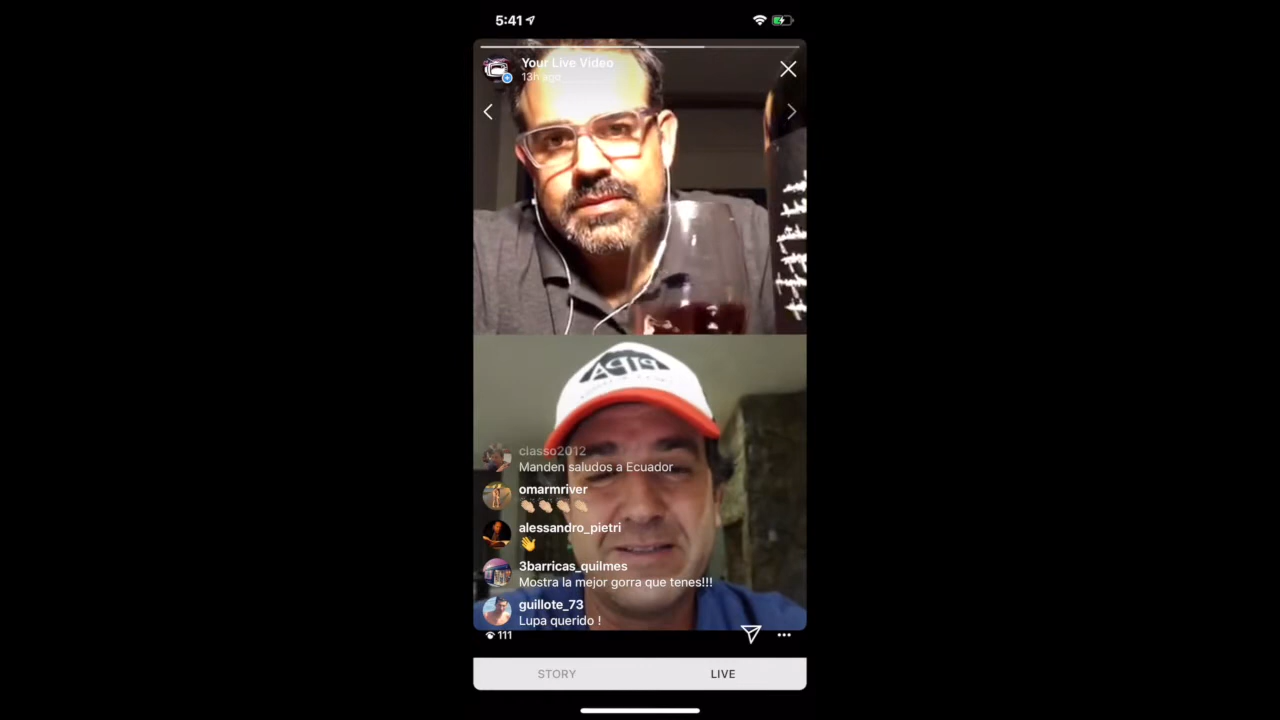 5:41
Your Live Video
13h ago
PIPA
classo2012
Manden saludos a Ecuador
omarmriver
👏🏼👏🏼👏🏼👏🏼
alessandro_pietri
👋
3barricas_quilmes
Mostra la mejor gorra que tenes!!!
guillote_73
Lupa querido !
111
STORY
LIVE